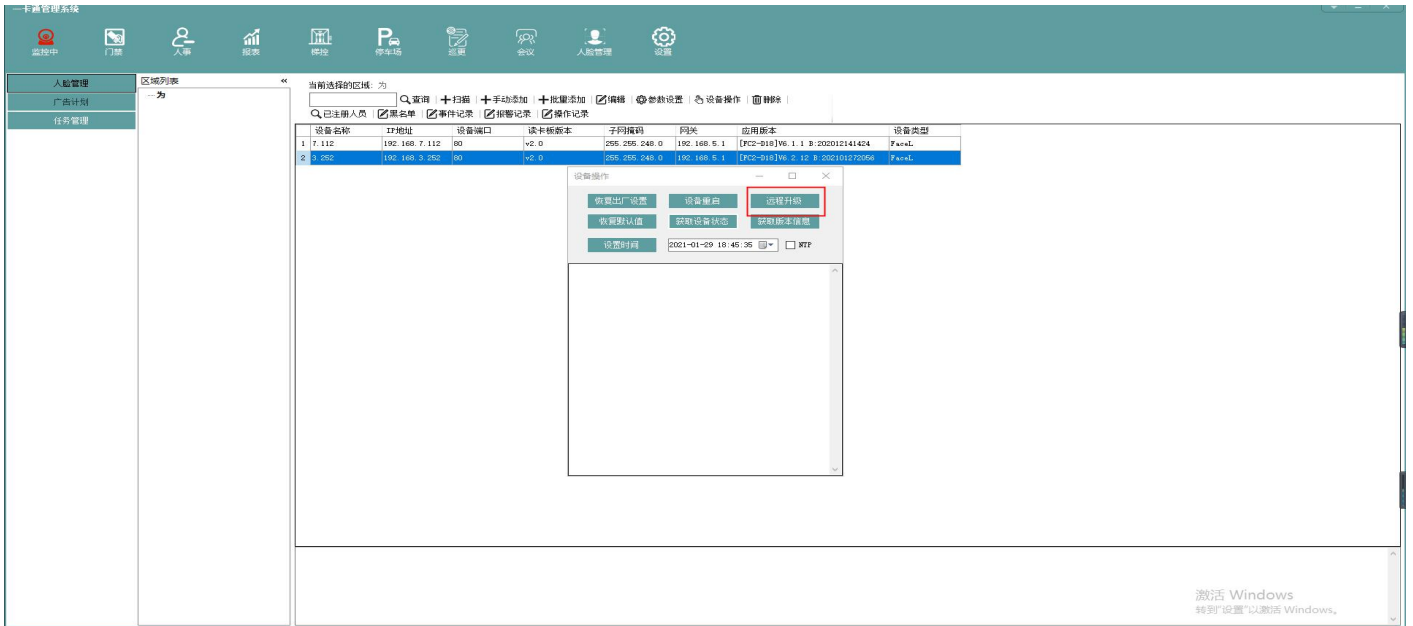 一卡通管理系统
监控中 门禁 人事 报表 梯控 停车场 巡更 会议 人脸管理 设置
人脸管理
广告计划
任务管理
区域列表 «
为
当前选择的区域: 为
查询 扫描 手动添加 批量添加 编辑 参数设置 设备操作 删除
已注册人员 黑名单 事件记录 报警记录 操作记录
设备名称 IP地址 设备端口 读卡板版本 子网掩码 网关 应用版本 设备类型
1 7.112 192.168.7.112 80 v2.0 255.255.248.0 192.168.5.1 [FC2-D18]V6.1.1 B:202012141424 FaceL
2 3.252 192.168.3.252 80 v2.0 255.255.248.0 192.168.5.1 [FC2-D18]V6.2.12 B:202101272056 FaceL
设备操作
恢复出厂设置 设备重启 远程升级
恢复默认值 获取设备状态 获取版本信息
设置时间 2021-01-29 18:45:35 NTP
激活 Windows
转到"设置"以激活 Windows。